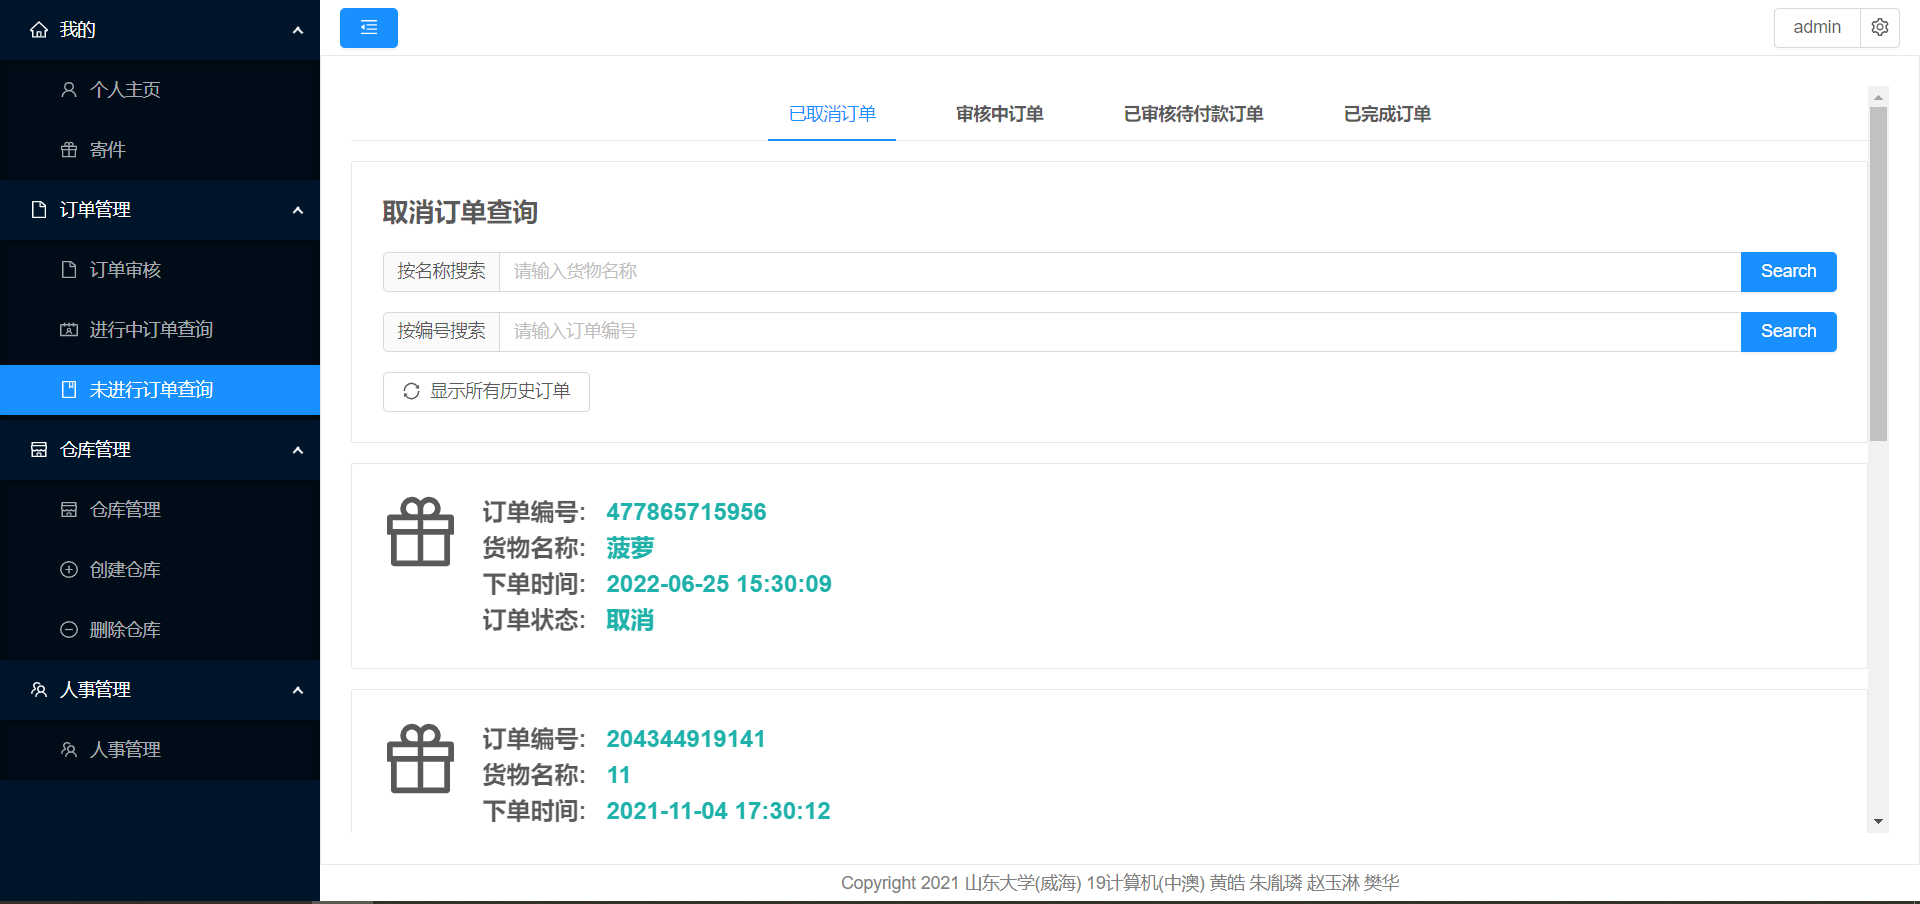 我的
个人主页
寄件
订单管理
订单审核
进行中订单查询
未进行订单查询
仓库管理
仓库管理
创建仓库
删除仓库
人事管理
人事管理
admin
已取消订单 审核中订单 已审核待付款订单 已完成订单
取消订单查询
按名称搜索 请输入货物名称 Search
按编号搜索 请输入订单编号 Search
显示所有历史订单
订单编号: 477865715956
货物名称: 菠萝
下单时间: 2022-06-25 15:30:09
订单状态: 取消
订单编号: 204344919141
货物名称: 11
下单时间: 2021-11-04 17:30:12
Copyright 2021 山东大学(威海) 19计算机(中澳) 黄皓 朱胤璘 赵玉淋 樊华